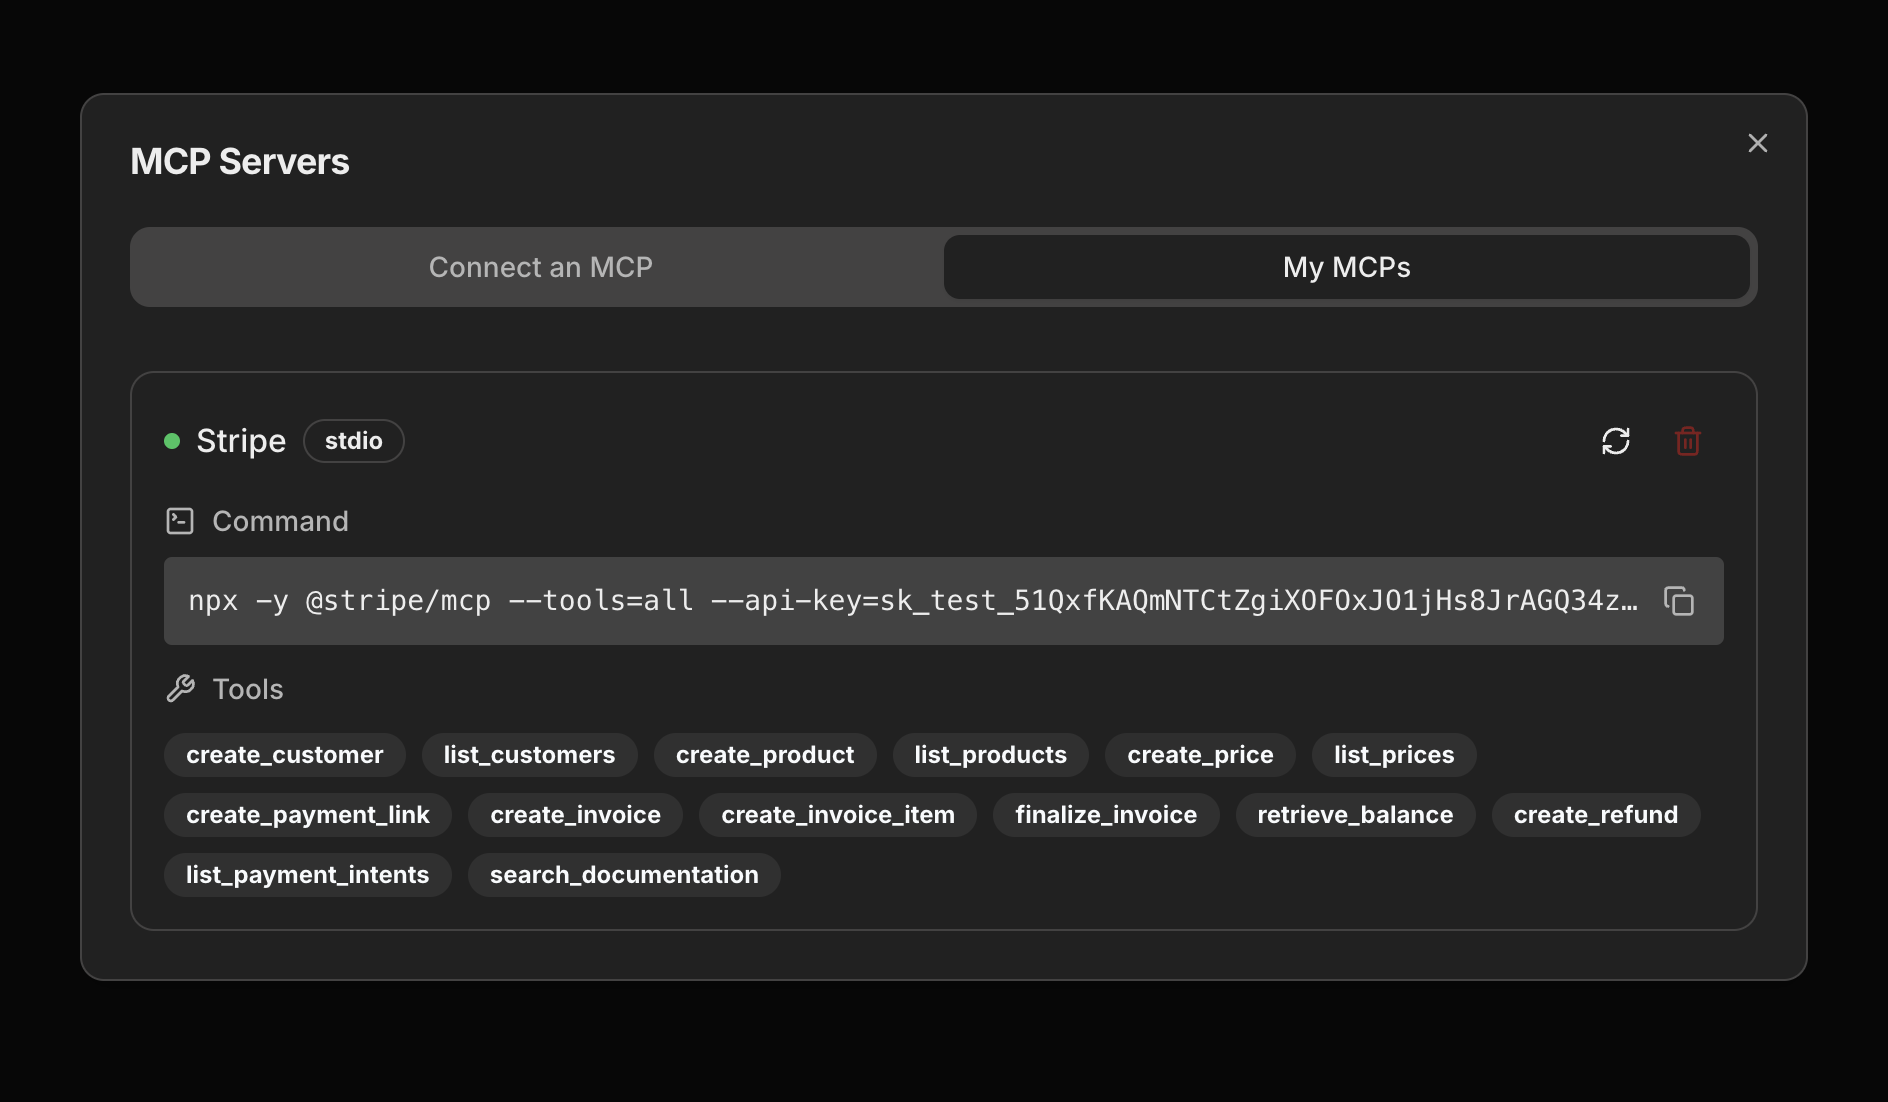 MCP Servers
Connect an MCP
My MCPs
Stripe
stdio
Command
npx -y @stripe/mcp --tools=all --api-key=sk_test_51QxfKAQmNTCtZgiXOFOxJO1jHs8JrAGQ34z…
Tools
create_customer list_customers create_product list_products create_price list_prices
create_payment_link create_invoice create_invoice_item finalize_invoice retrieve_balance create_refund
list_payment_intents search_documentation